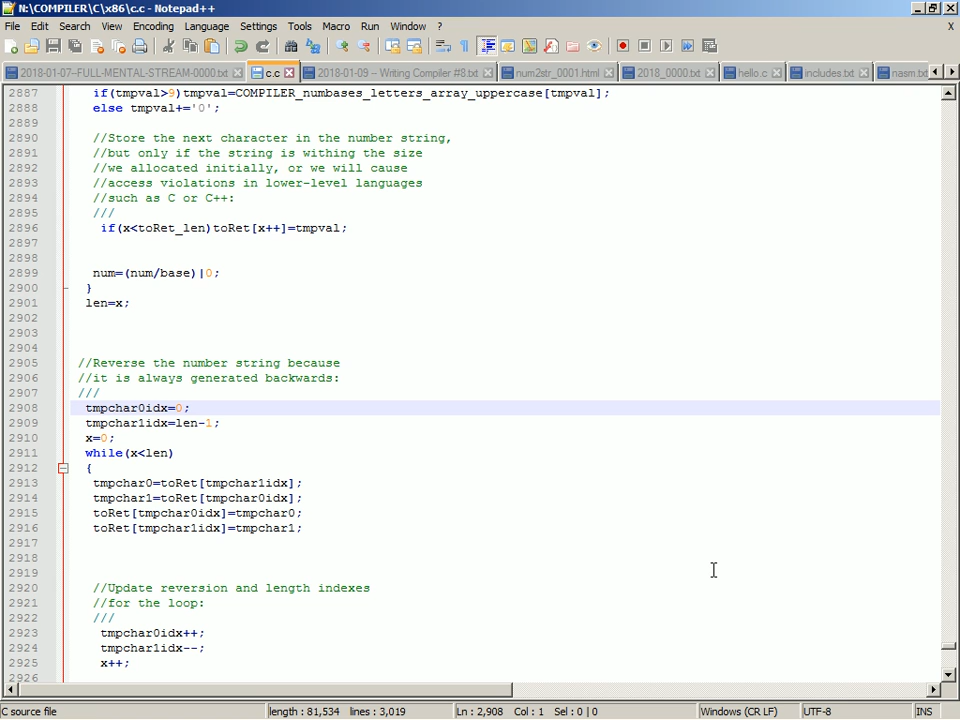 N:\COMPILER\C\x86\c.c - Notepad++
File Edit Search View Encoding Language Settings Tools Macro Run Window ? X
2018-01-07-FULL-MENTAL-STREAM-0000.txt c.c 2018-01-09 -- Writing Compiler #8.txt num2str_0001.html 2018_0000.txt hello.c includes.txt nasm.txt
2887 if(tmpval>9)tmpval=COMPILER_numbases_letters_array_uppercase[tmpval];
2888 else tmpval+='0';
2889
2890 //Store the next character in the number string,
2891 //but only if the string is withing the size
2892 //we allocated initially, or we will cause
2893 //access violations in lower-level languages
2894 //such as C or C++:
2895 ///
2896 if(x<toRet_len)toRet[x++]=tmpval;
2897
2898
2899 num=(num/base)|0;
2900 }
2901 len=x;
2902
2903
2904
2905 //Reverse the number string because
2906 //it is always generated backwards:
2907 ///
2908 tmpchar0idx=0;
2909 tmpchar1idx=len-1;
2910 x=0;
2911 while(x<len)
2912 {
2913 tmpchar0=toRet[tmpchar1idx];
2914 tmpchar1=toRet[tmpchar0idx];
2915 toRet[tmpchar0idx]=tmpchar0;
2916 toRet[tmpchar1idx]=tmpchar1;
2917
2918
2919
2920 //Update reversion and length indexes
2921 //for the loop:
2922 ///
2923 tmpchar0idx++;
2924 tmpchar1idx--;
2925 x++;
2926
C source file length : 81,534 lines : 3,019 Ln : 2,908 Col : 1 Sel : 0 | 0 Windows (CR LF) UTF-8 INS